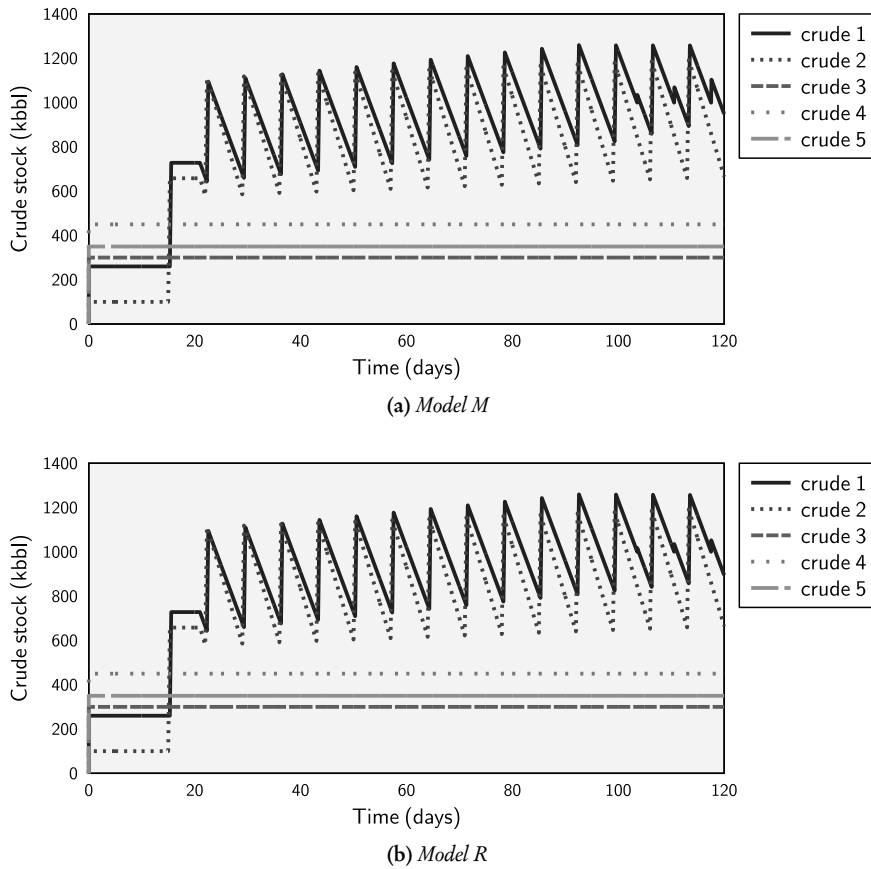 1400
1200
1000
800
600
400
200
0
Crude stock (kbbl)
0 20 40 60 80 100 120
Time (days)
crude 1
crude 2
crude 3
crude 4
crude 5
(a) Model M
1400
1200
1000
800
600
400
200
0
Crude stock (kbbl)
0 20 40 60 80 100 120
Time (days)
crude 1
crude 2
crude 3
crude 4
crude 5
(b) Model R